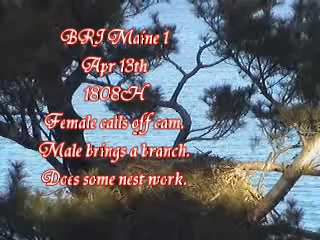 BRI Maine 1
Apr 13th
1808H
Female calls off cam.
Male brings a branch.
Does some nest work.